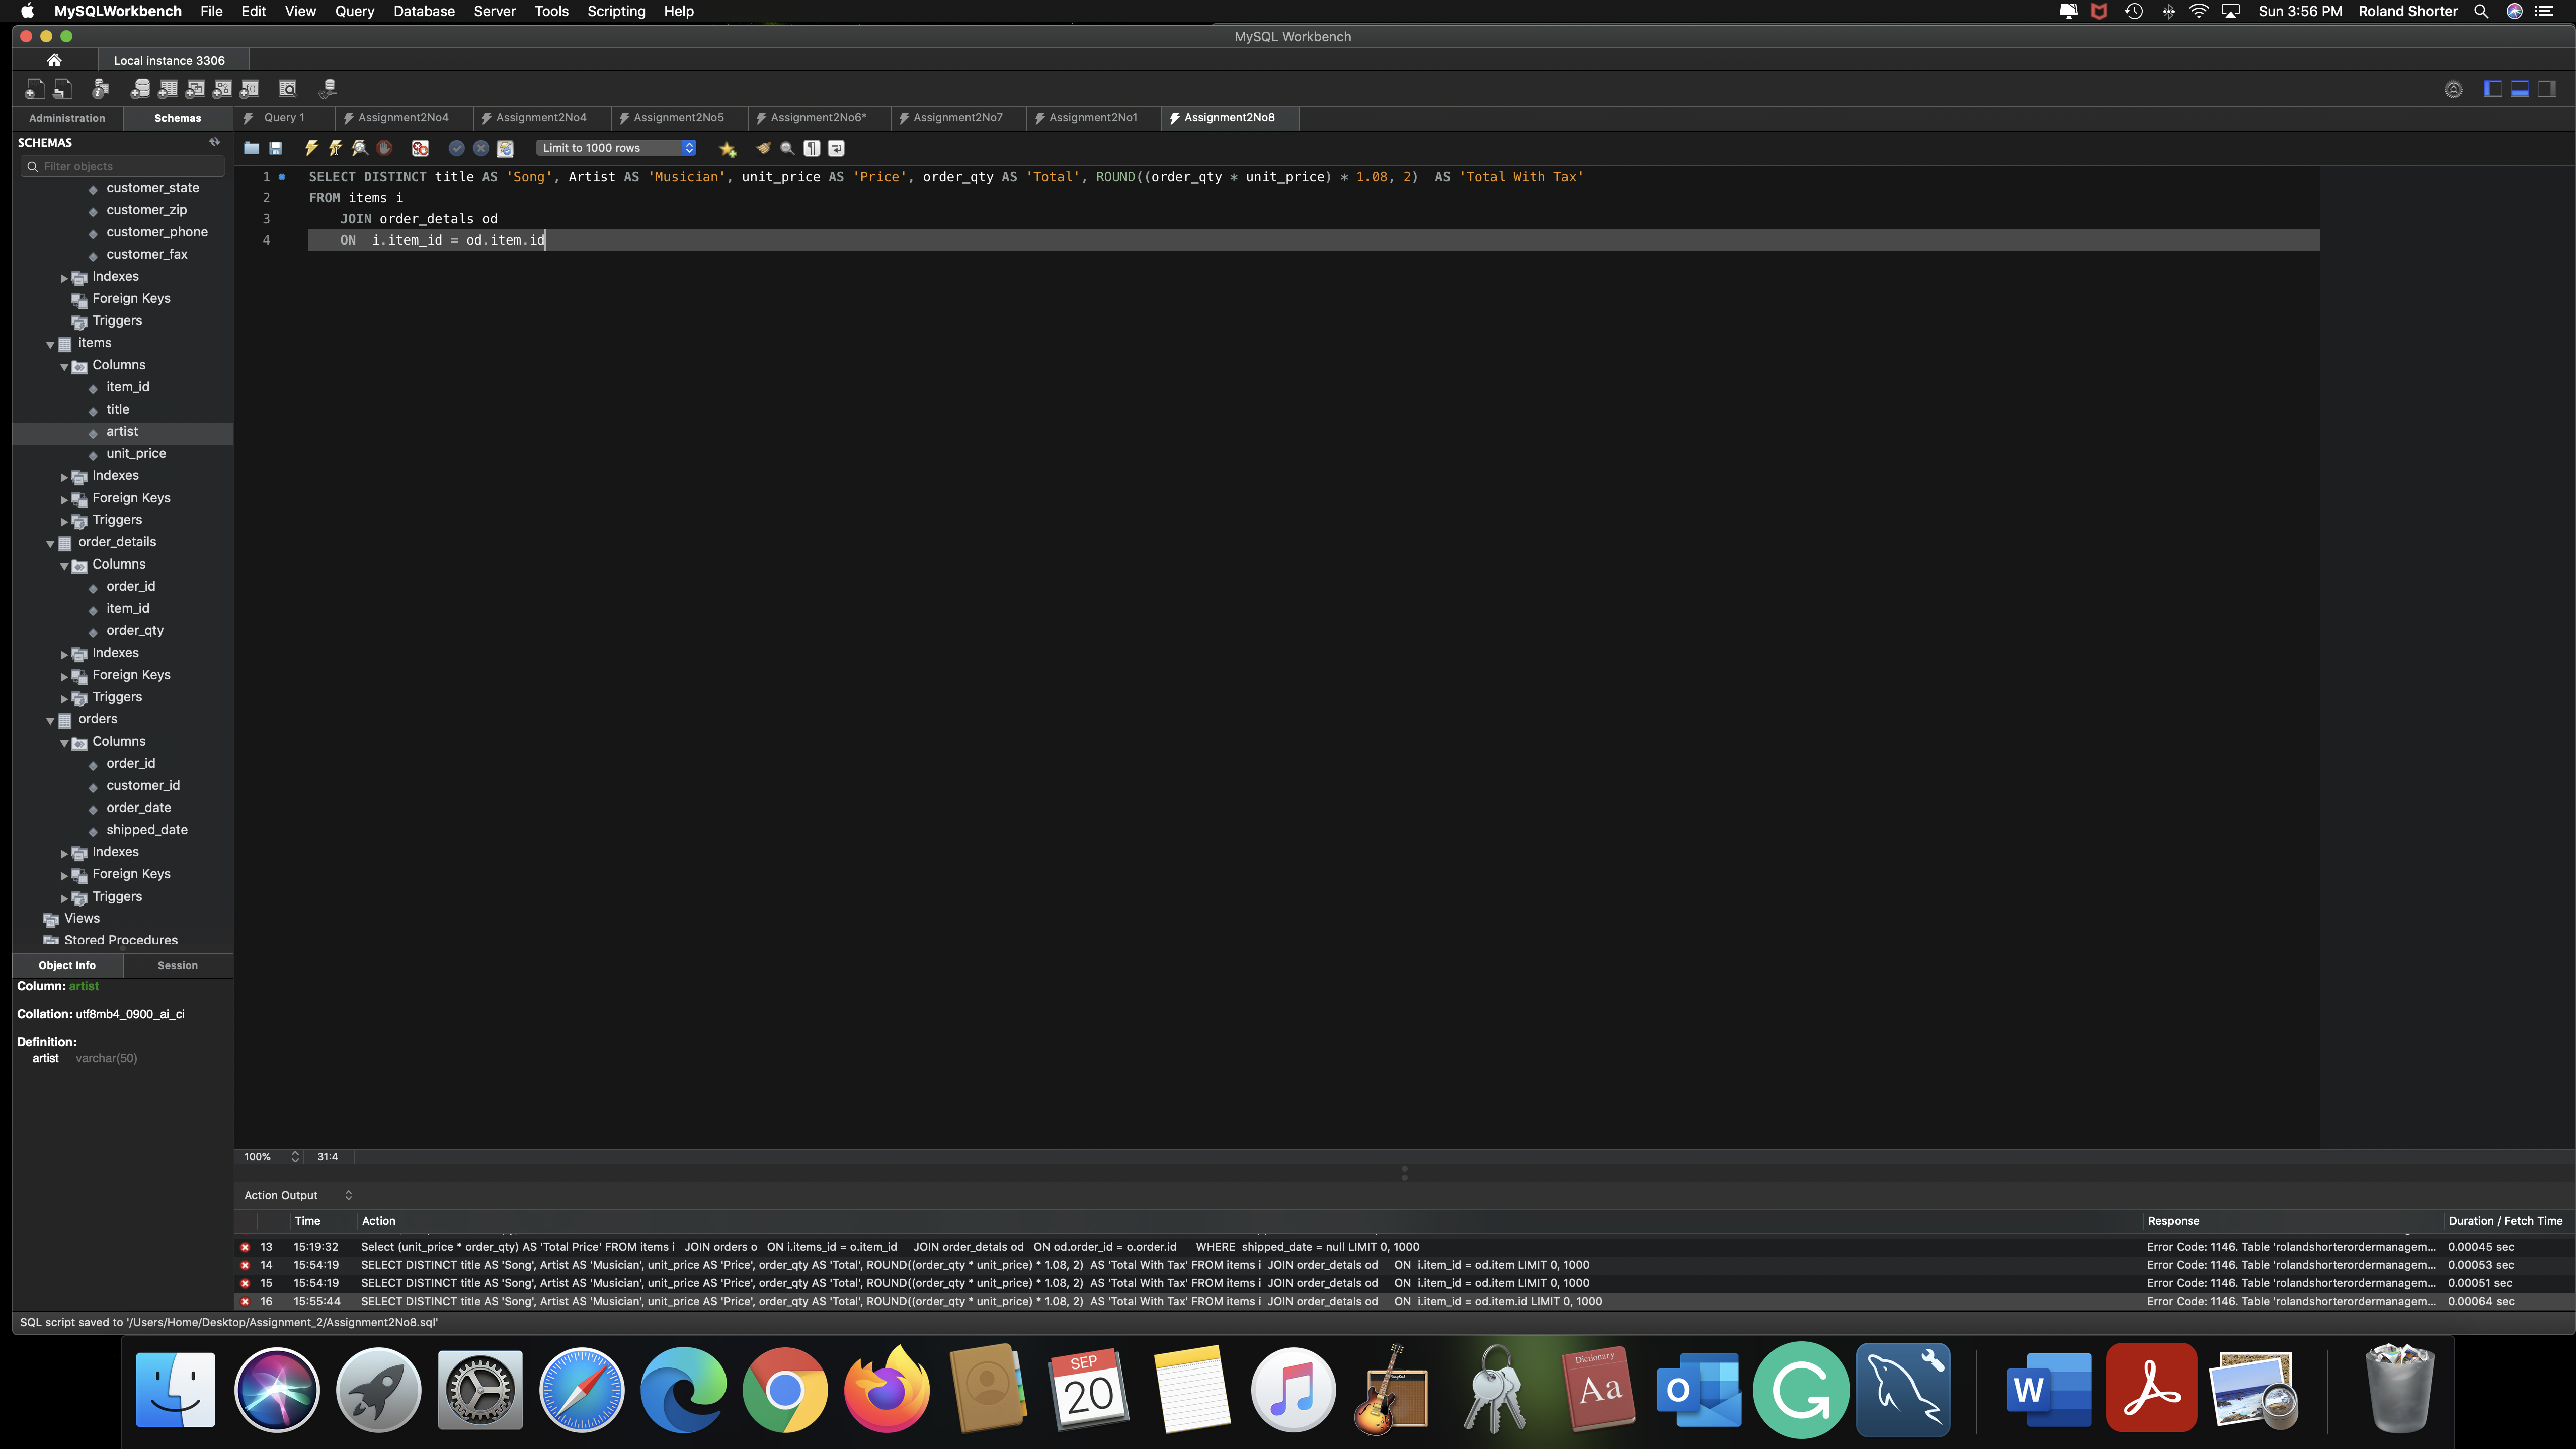 MySQLWorkbench File Edit View Query Database Server Tools Scripting Help Sun 3:56 PM Roland Shorter
MySQL Workbench
Local instance 3306
Administration Schemas Query 1 Assignment2No4 Assignment2No4 Assignment2No5 Assignment2No6* Assignment2No7 Assignment2No1 Assignment2No8
SCHEMAS
Limit to 1000 rows
Filter objects
customer_state
customer_zip
customer_phone
customer_fax
Indexes
Foreign Keys
Triggers
items
Columns
item_id
title
artist
unit_price
Indexes
Foreign Keys
Triggers
order_details
Columns
order_id
item_id
order_qty
Indexes
Foreign Keys
Triggers
orders
Columns
order_id
customer_id
order_date
shipped_date
Indexes
Foreign Keys
Triggers
Views
Stored Procedures
1 SELECT DISTINCT title AS 'Song', Artist AS 'Musician', unit_price AS 'Price', order_qty AS 'Total', ROUND((order_qty * unit_price) * 1.08, 2) AS 'Total With Tax'
2 FROM items i
3 JOIN order_detals od
4 ON i.item_id = od.item.id
Object Info Session
Column: artist
Collation: utf8mb4_0900_ai_ci
Definition:
artist varchar(50)
100% 31:4
Action Output
Time Action Response Duration / Fetch Time
13 15:19:32 Select (unit_price * order_qty) AS 'Total Price' FROM items i JOIN orders o ON i.items_id = o.item_id JOIN order_detals od ON od.order_id = o.order.id WHERE shipped_date = null LIMIT 0, 1000 Error Code: 1146. Table 'rolandshorterordermanagem... 0.00045 sec
14 15:54:19 SELECT DISTINCT title AS 'Song', Artist AS 'Musician', unit_price AS 'Price', order_qty AS 'Total', ROUND((order_qty * unit_price) * 1.08, 2) AS 'Total With Tax' FROM items i JOIN order_detals od ON i.item_id = od.item LIMIT 0, 1000 Error Code: 1146. Table 'rolandshorterordermanagem... 0.00053 sec
15 15:54:19 SELECT DISTINCT title AS 'Song', Artist AS 'Musician', unit_price AS 'Price', order_qty AS 'Total', ROUND((order_qty * unit_price) * 1.08, 2) AS 'Total With Tax' FROM items i JOIN order_detals od ON i.item_id = od.item LIMIT 0, 1000 Error Code: 1146. Table 'rolandshorterordermanagem... 0.00051 sec
16 15:55:44 SELECT DISTINCT title AS 'Song', Artist AS 'Musician', unit_price AS 'Price', order_qty AS 'Total', ROUND((order_qty * unit_price) * 1.08, 2) AS 'Total With Tax' FROM items i JOIN order_detals od ON i.item_id = od.item.id LIMIT 0, 1000 Error Code: 1146. Table 'rolandshorterordermanagem... 0.00064 sec
SQL script saved to '/Users/Home/Desktop/Assignment_2/Assignment2No8.sql'
SEP
20
Dictionary
Aa
O
W